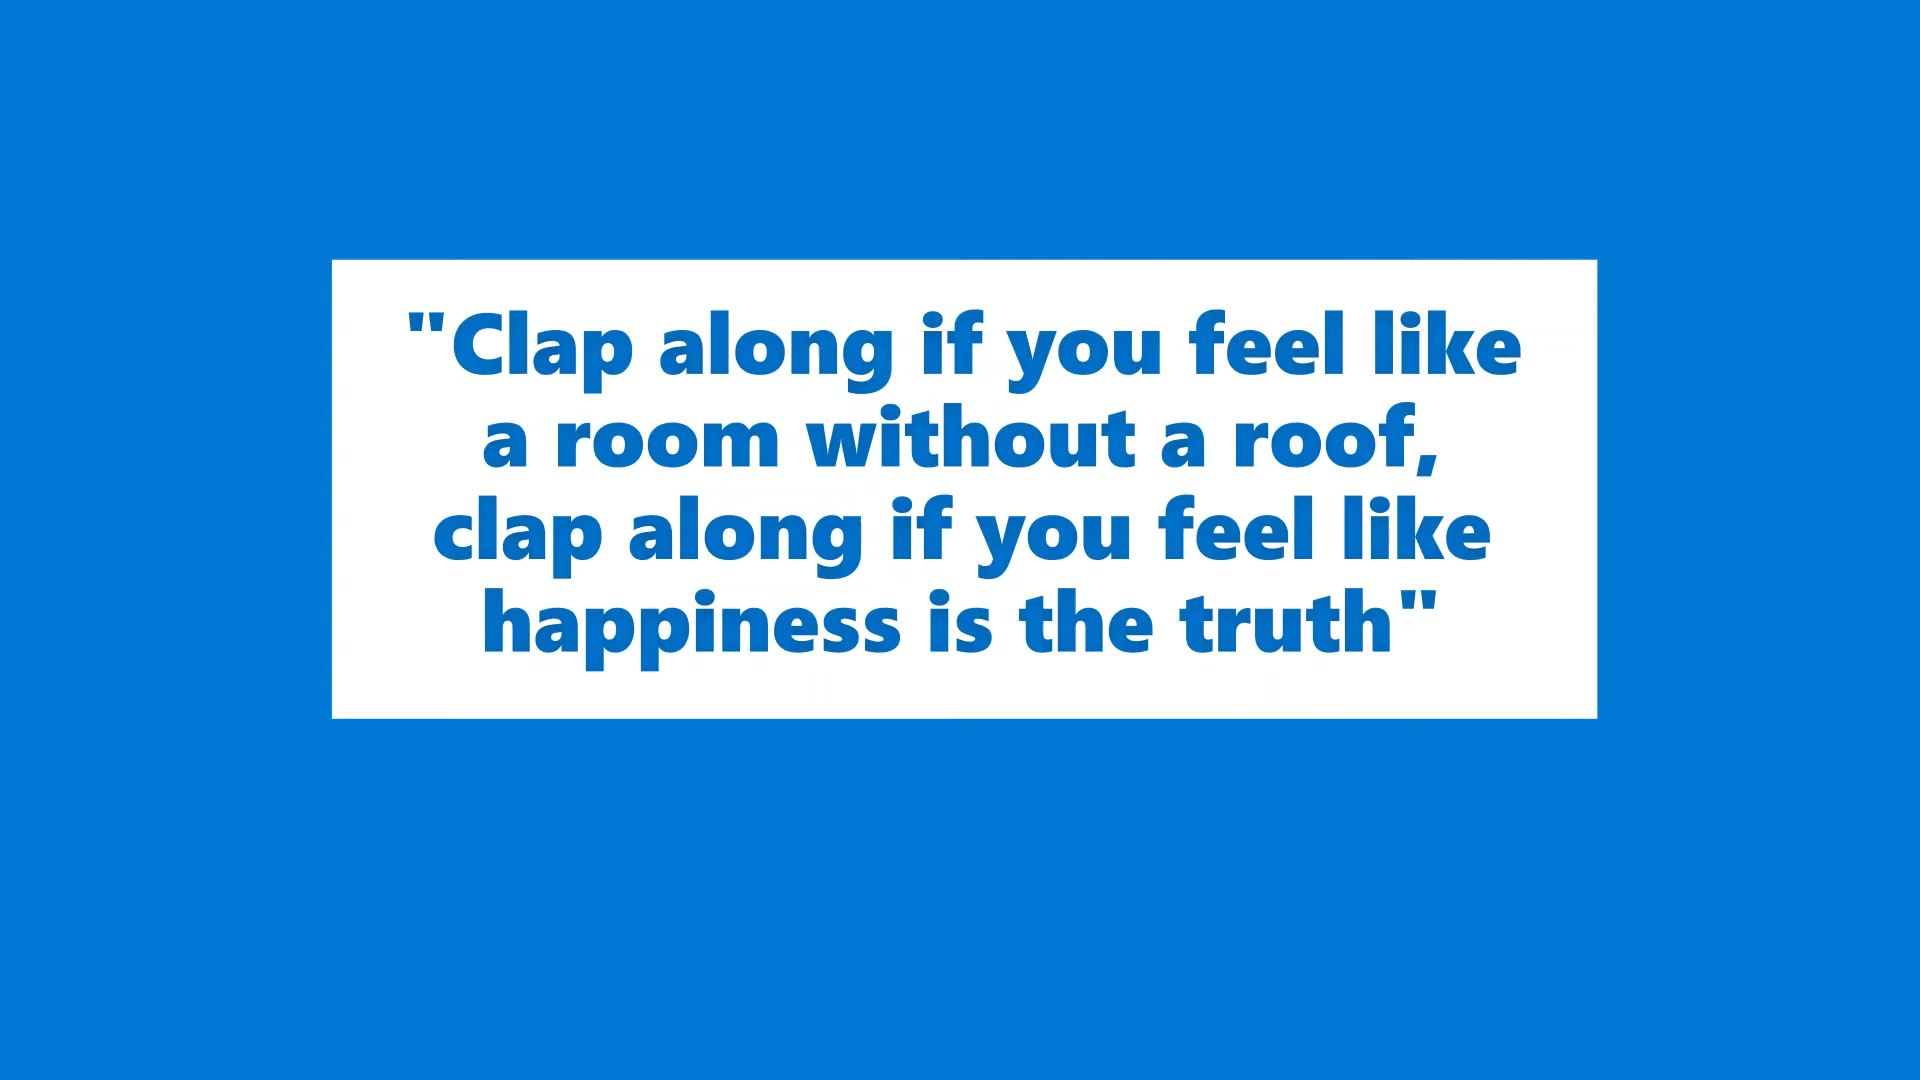 "Clap along if you feel like
a room without a roof,
clap along if you feel like
happiness is the truth"